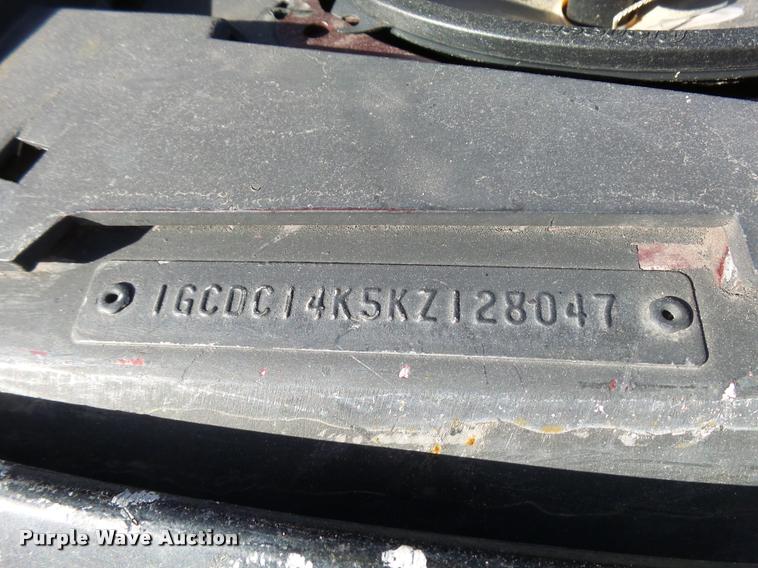 1GCDC14K5KZ128047
Purple Wave Auction